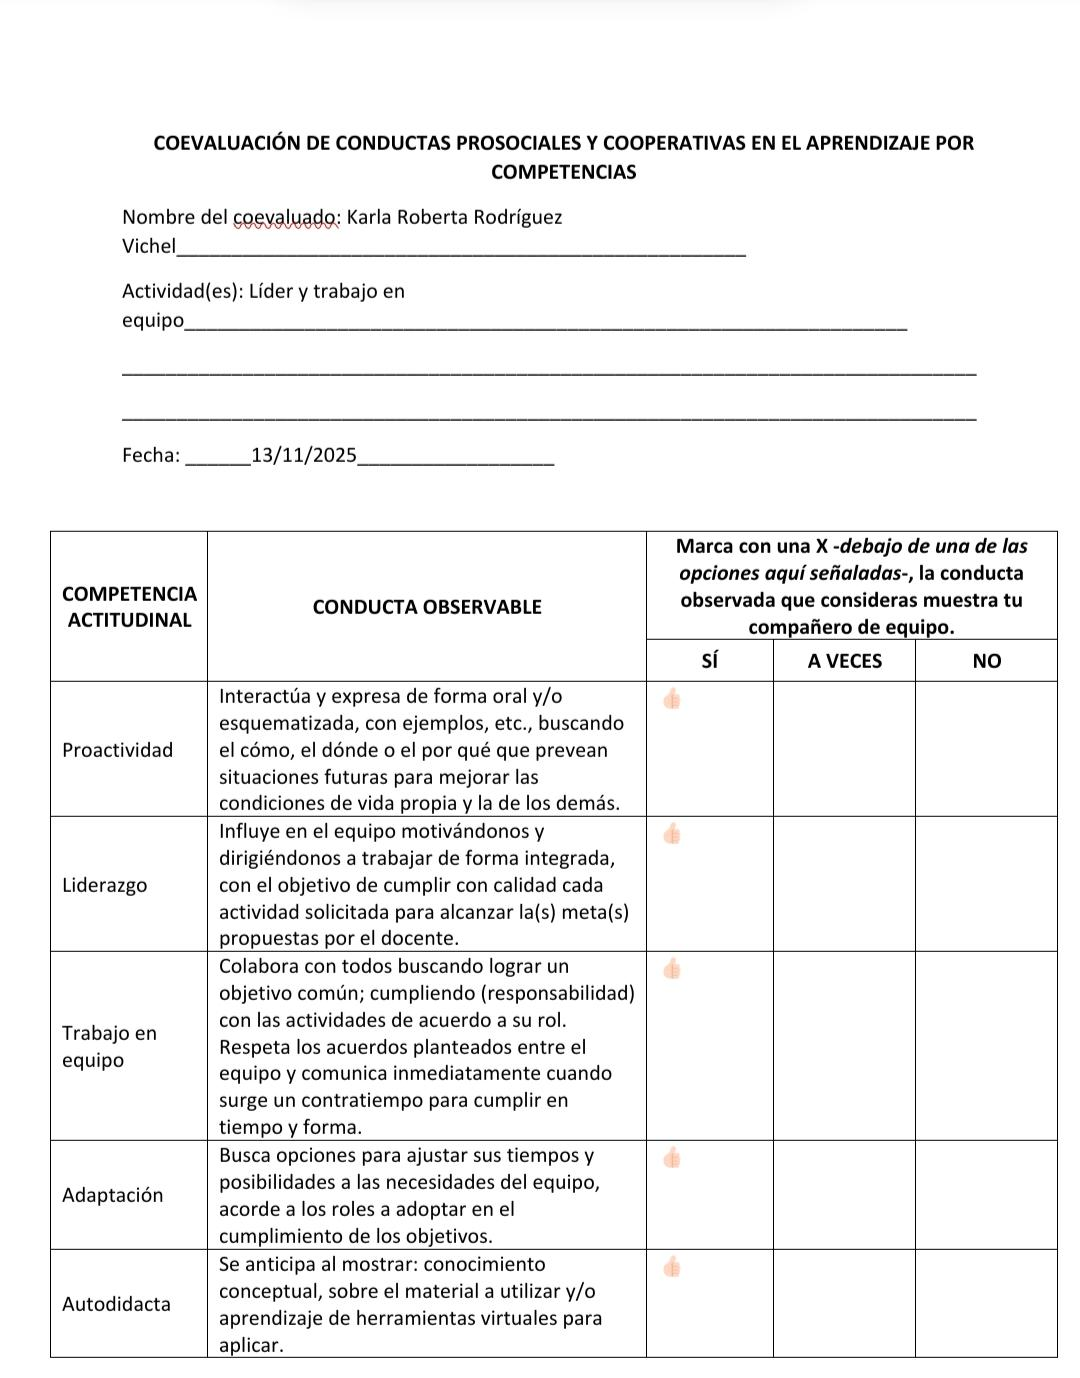 COEVALUACIÓN DE CONDUCTAS PROSOCIALES Y COOPERATIVAS EN EL APRENDIZAJE POR
COMPETENCIAS
Nombre del coevaluado: Karla Roberta Rodríguez
Vichel____________________________________________________
Actividad(es): Líder y trabajo en
equipo__________________________________________________________________
______________________________________________________________________________
______________________________________________________________________________
Fecha: ______13/11/2025__________________
COMPETENCIA
ACTITUDINAL
CONDUCTA OBSERVABLE
Marca con una X -debajo de una de las
opciones aquí señaladas-, la conducta
observada que consideras muestra tu
compañero de equipo.
SÍ
A VECES
NO
Proactividad
Interactúa y expresa de forma oral y/o
esquematizada, con ejemplos, etc., buscando
el cómo, el dónde o el por qué que prevean
situaciones futuras para mejorar las
condiciones de vida propia y la de los demás.
👍🏻
Liderazgo
Influye en el equipo motivándonos y
dirigiéndonos a trabajar de forma integrada,
con el objetivo de cumplir con calidad cada
actividad solicitada para alcanzar la(s) meta(s)
propuestas por el docente.
👍🏻
Trabajo en
equipo
Colabora con todos buscando lograr un
objetivo común; cumpliendo (responsabilidad)
con las actividades de acuerdo a su rol.
Respeta los acuerdos planteados entre el
equipo y comunica inmediatamente cuando
surge un contratiempo para cumplir en
tiempo y forma.
👍🏻
Adaptación
Busca opciones para ajustar sus tiempos y
posibilidades a las necesidades del equipo,
acorde a los roles a adoptar en el
cumplimiento de los objetivos.
👍🏻
Autodidacta
Se anticipa al mostrar: conocimiento
conceptual, sobre el material a utilizar y/o
aprendizaje de herramientas virtuales para
aplicar.
👍🏻